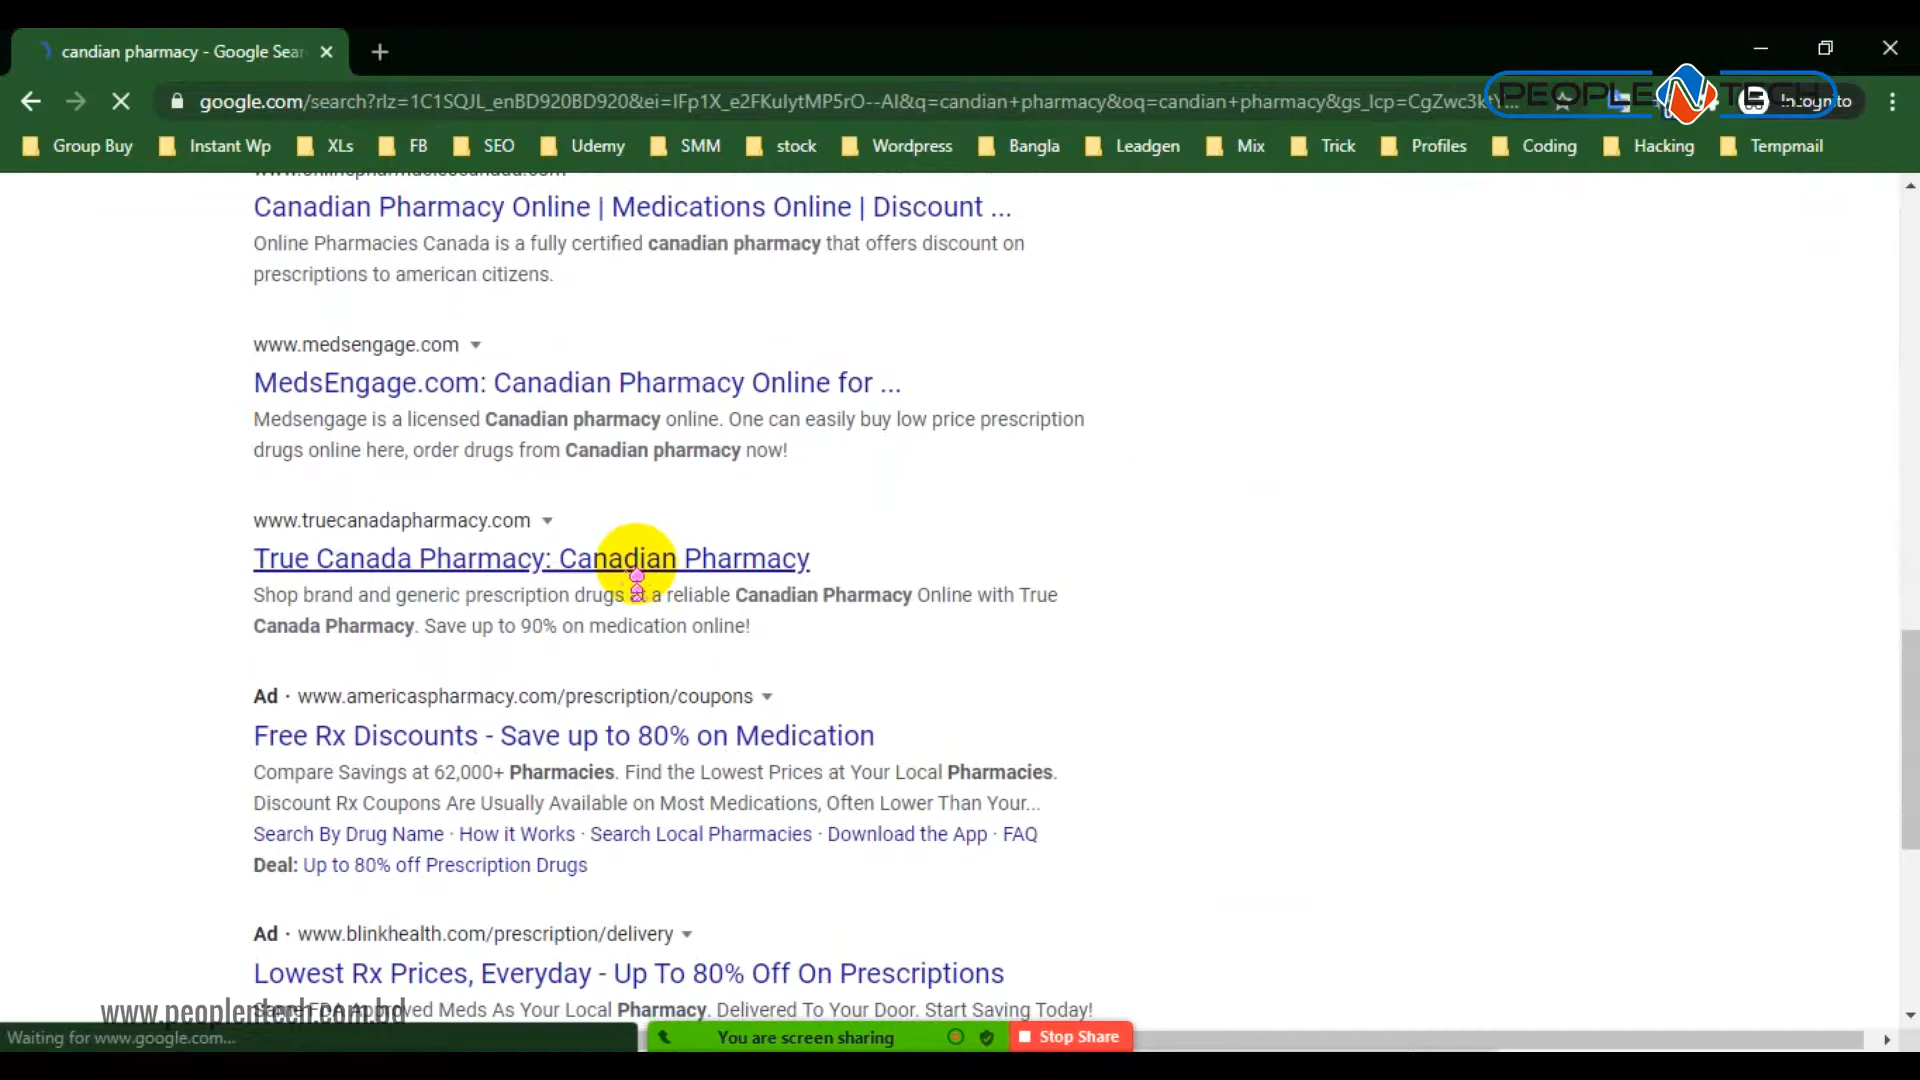 candian pharmacy - Google Sear
PEOPLE N TECH
google.com/search?rlz=1C1SQJL_enBD920BD920&ei=IFp1X_e2FKuIytMP5rO--AI&q=candian+pharmacy&oq=candian+pharmacy&gs_lcp=CgZwc3k
Incognito
Group Buy Instant Wp XLs FB SEO Udemy SMM stock Wordpress Bangla Leadgen Mix Trick Profiles Coding Hacking Tempmail
Canadian Pharmacy Online | Medications Online | Discount ...
Online Pharmacies Canada is a fully certified canadian pharmacy that offers discount on
prescriptions to american citizens.
www.medsengage.com
MedsEngage.com: Canadian Pharmacy Online for ...
Medsengage is a licensed Canadian pharmacy online. One can easily buy low price prescription
drugs online here, order drugs from Canadian pharmacy now!
www.truecanadapharmacy.com
True Canada Pharmacy: Canadian Pharmacy
Shop brand and generic prescription drugs at a reliable Canadian Pharmacy Online with True
Canada Pharmacy. Save up to 90% on medication online!
Ad · www.americaspharmacy.com/prescription/coupons
Free Rx Discounts - Save up to 80% on Medication
Compare Savings at 62,000+ Pharmacies. Find the Lowest Prices at Your Local Pharmacies.
Discount Rx Coupons Are Usually Available on Most Medications, Often Lower Than Your...
Search By Drug Name · How it Works · Search Local Pharmacies · Download the App · FAQ
Deal: Up to 80% off Prescription Drugs
Ad · www.blinkhealth.com/prescription/delivery
Lowest Rx Prices, Everyday - Up To 80% Off On Prescriptions
Same FDA Approved Meds As Your Local Pharmacy. Delivered To Your Door. Start Saving Today!
www.peoplentech.com.bd
Waiting for www.google.com...
You are screen sharing
Stop Share